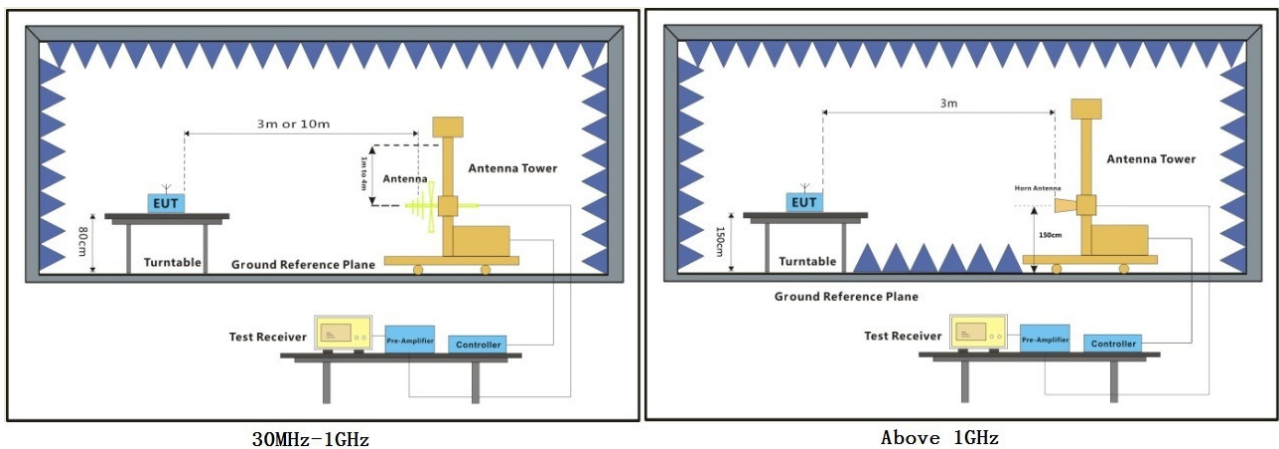 3m or 10m
1m to 4m
Antenna Tower
Antenna
EUT
80cm
Turntable
Ground Reference Plane
Test Receiver
Pre-Amplifier
Controller
30MHz-1GHz
3m
Antenna Tower
Horn Antenna
EUT
150cm
150cm
Turntable
Ground Reference Plane
Test Receiver
Pre-Amplifier
Controller
Above 1GHz